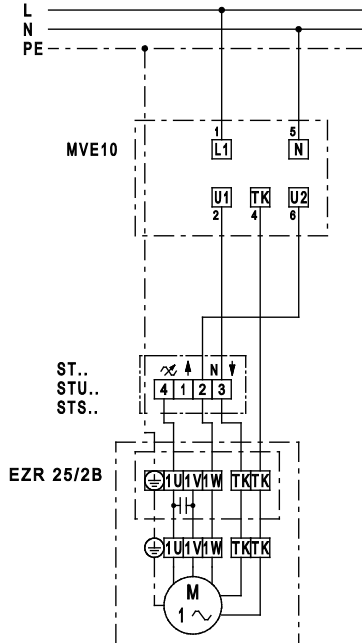 L
N
PE
1 5
MVE10
L1 N
U1 TK U2
2 4 6
ST..
STU..
STS..
N
4 1 2 3
EZR 25/2B
1U 1V 1W TK TK
1U 1V 1W TK TK
M
1